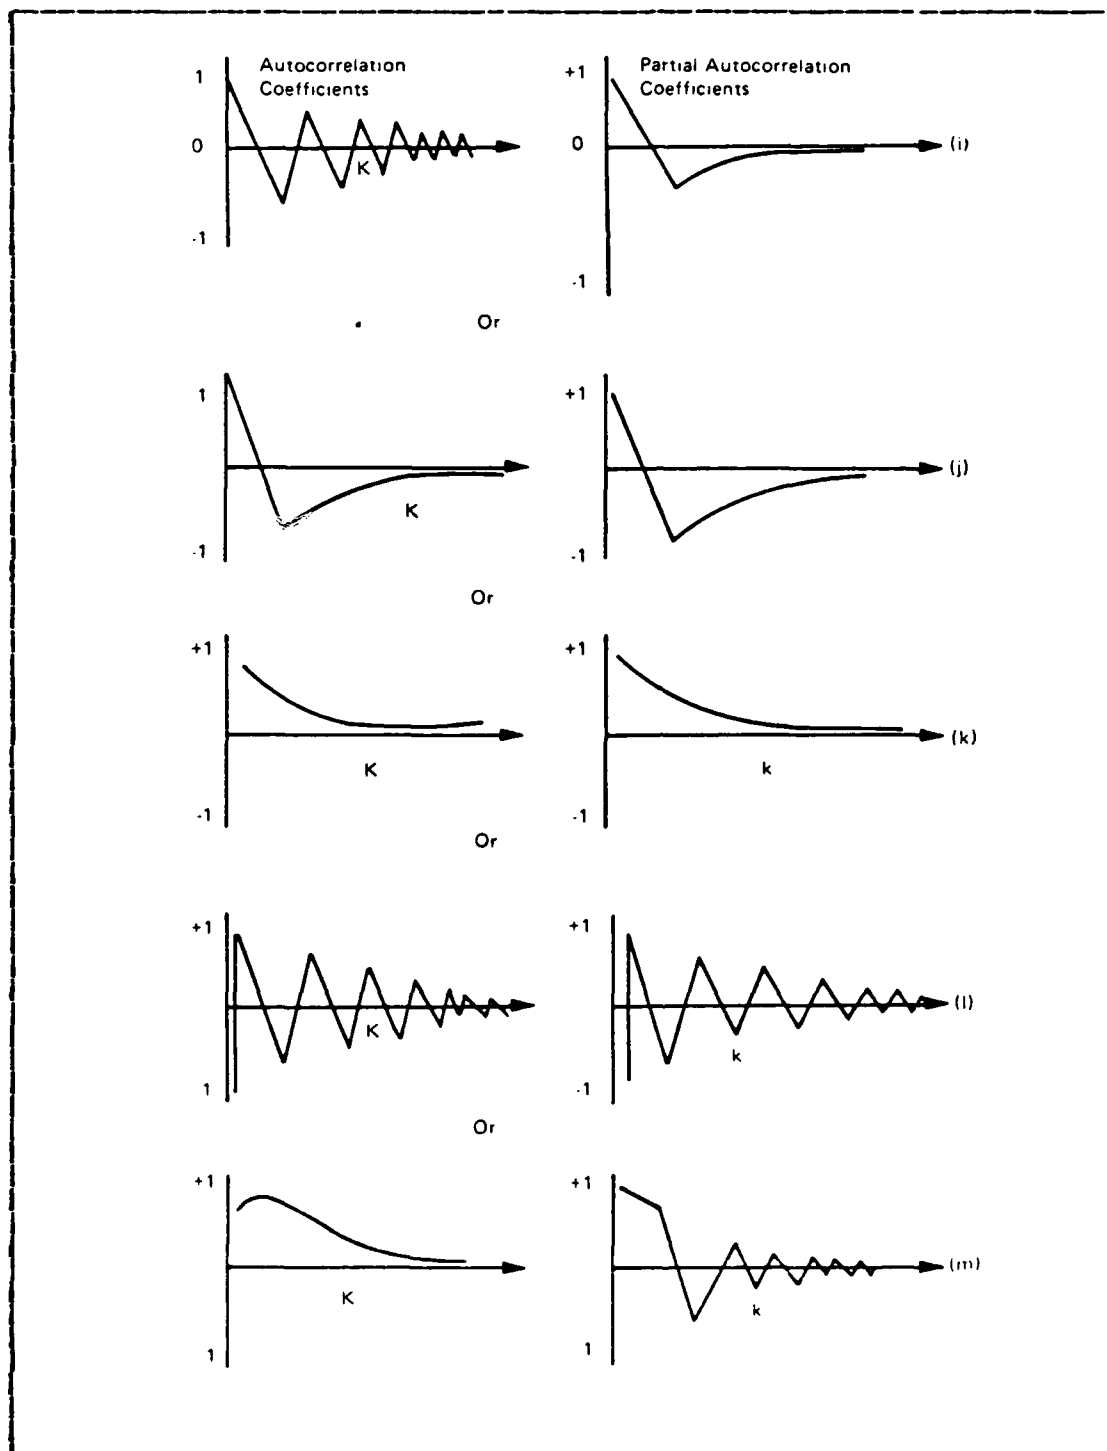 Autocorrelation
Coefficients
1
0
-1
K
Partial Autocorrelation
Coefficients
+1
0
-1
(i)
Or
1
-1
K
+1
-1
(j)
Or
+1
-1
K
+1
-1
k
(k)
Or
+1
1
K
+1
-1
k
(l)
Or
+1
1
K
+1
1
k
(m)